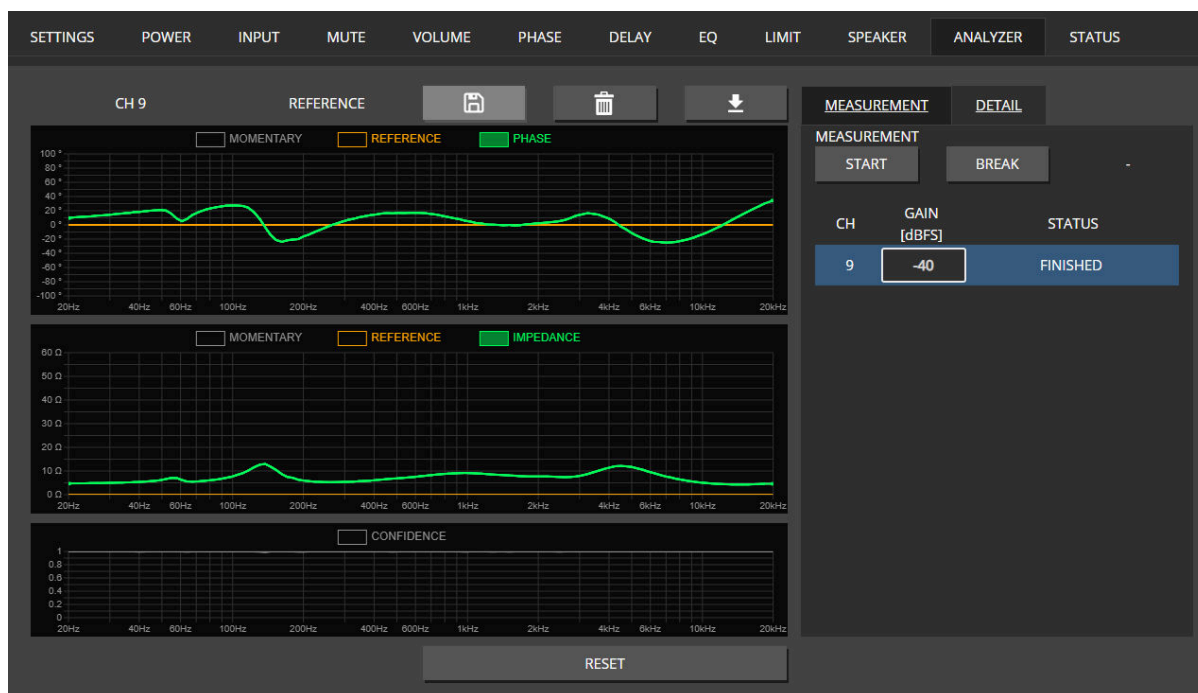 SETTINGS POWER INPUT MUTE VOLUME PHASE DELAY EQ LIMIT SPEAKER ANALYZER STATUS
CH 9 REFERENCE
MOMENTARY REFERENCE PHASE
100 °
80 °
60 °
40 °
20 °
0 °
-20 °
-40 °
-60 °
-80 °
-100 °
20Hz 40Hz 60Hz 100Hz 200Hz 400Hz 600Hz 1kHz 2kHz 4kHz 6kHz 10kHz 20kHz
MOMENTARY REFERENCE IMPEDANCE
60 Ω
50 Ω
40 Ω
30 Ω
20 Ω
10 Ω
0 Ω
20Hz 40Hz 60Hz 100Hz 200Hz 400Hz 600Hz 1kHz 2kHz 4kHz 6kHz 10kHz 20kHz
CONFIDENCE
1
0.8
0.6
0.4
0.2
0
20Hz 40Hz 60Hz 100Hz 200Hz 400Hz 600Hz 1kHz 2kHz 4kHz 6kHz 10kHz 20kHz
RESET
MEASUREMENT DETAIL
MEASUREMENT
START BREAK -
CH GAIN [dBFS] STATUS
9 -40 FINISHED